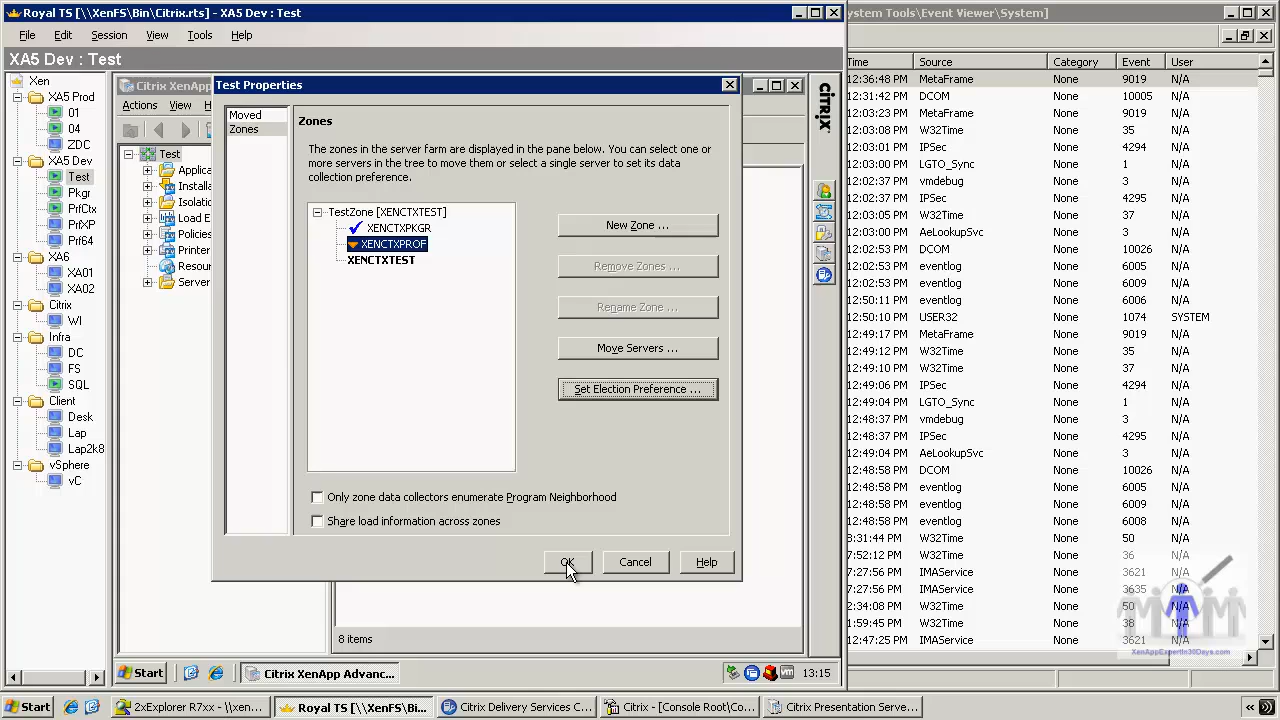 Royal TS [\\XenFS\Bin\Citrix.rts] - XA5 Dev : Test
File Edit Session View Tools Help
XA5 Dev : Test
Xen
XA5 Prod
01
04
ZDC
XA5 Dev
Test
Pkgr
PrfCtx
PrfXP
Prf64
XA6
XA01
XA02
Citrix
WI
Infra
DC
FS
SQL
Client
Desk
Lap
Lap2k8
vSphere
vC
Citrix XenApp
Actions View H
Test
Applica
Installa
Isolatio
Load E
Policies
Printer
Resour
Server
Test Properties
Moved
Zones
Zones
The zones in the server farm are displayed in the pane below. You can select one or
more servers in the tree to move them or select a single server to set its data
collection preference.
TestZone [XENCTXTEST]
XENCTXPKGR
XENCTXPROF
XENCTXTEST
New Zone ...
Remove Zones ...
Rename Zone ...
Move Servers ...
Set Election Preference ...
Only zone data collectors enumerate Program Neighborhood
Share load information across zones
OK Cancel Help
8 items
CITRIX
Start
Citrix XenApp Advanc...
13:15
ystem Tools\Event Viewer\System]
Time Source Category Event User
12:36:48 PM MetaFrame None 9019 N/A
12:31:42 PM DCOM None 10005 N/A
12:03:23 PM MetaFrame None 9019 N/A
12:03:06 PM W32Time None 35 N/A
12:03:01 PM IPSec None 4294 N/A
12:02:58 PM LGTO_Sync None 1 N/A
12:02:37 PM vmdebug None 3 N/A
12:03:06 PM W32Time None 37 N/A
12:03:06 PM AeLookupSvc None 3 N/A
12:02:43 PM DCOM None 10026 N/A
12:02:53 PM eventlog None 6005 N/A
12:02:53 PM eventlog None 6009 N/A
12:50:11 PM eventlog None 6006 N/A
12:50:09 PM USER32 None 1074 SYSTEM
12:49:17 PM MetaFrame None 9019 N/A
12:49:12 PM W32Time None 35 N/A
12:49:10 PM W32Time None 37 N/A
12:49:06 PM IPSec None 4294 N/A
12:49:04 PM LGTO_Sync None 1 N/A
12:48:37 PM vmdebug None 3 N/A
12:48:37 PM IPSec None 4295 N/A
12:49:04 PM AeLookupSvc None 3 N/A
12:48:58 PM DCOM None 10026 N/A
12:48:58 PM eventlog None 6005 N/A
12:48:58 PM eventlog None 6009 N/A
12:48:58 PM eventlog None 6008 N/A
8:31:44 PM W32Time None 50 N/A
7:52:12 PM W32Time None 36 N/A
7:27:56 PM IMAService None 3621 N/A
7:27:56 PM IMAService None 3635 N/A
2:34:08 PM W32Time None 50 N/A
1:59:45 PM W32Time None 38 N/A
12:47:25 PM IMAService None 3621 N/A
XenAppExpertIn30Days.com
Start
2xExplorer R7xx - \\xen...
Royal TS [\\XenFS\Bi...
Citrix Delivery Services C...
Citrix - [Console Root\Co...
Citrix Presentation Serve...